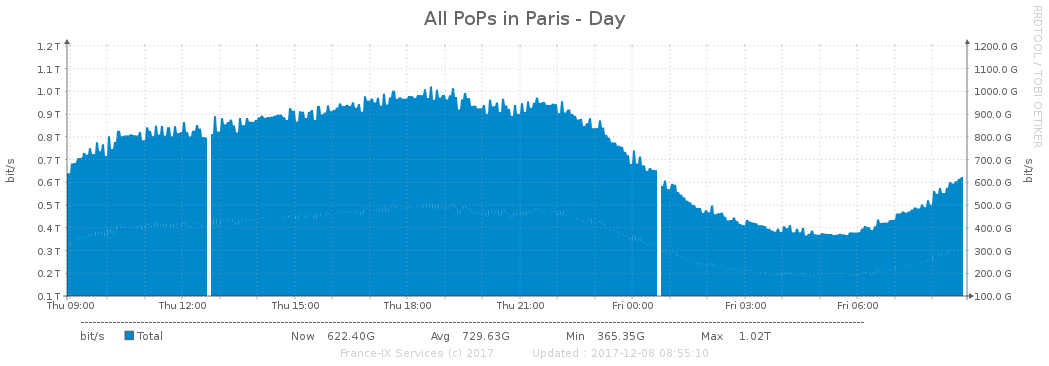 All PoPs in Paris - Day
RRDTOOL / TOBI OETIKER
bit/s
1.2 T
1.1 T
1.0 T
0.9 T
0.8 T
0.7 T
0.6 T
0.5 T
0.4 T
0.3 T
0.2 T
0.1 T
1200.0 G
1100.0 G
1000.0 G
900.0 G
800.0 G
700.0 G
600.0 G
500.0 G
400.0 G
300.0 G
200.0 G
100.0 G
bit/s
Thu 09:00 Thu 12:00 Thu 15:00 Thu 18:00 Thu 21:00 Fri 00:00 Fri 03:00 Fri 06:00
bit/s Total Now 622.40G Avg 729.63G Min 365.35G Max 1.02T
France-IX Services (c) 2017 Updated : 2017-12-08 08:55:10